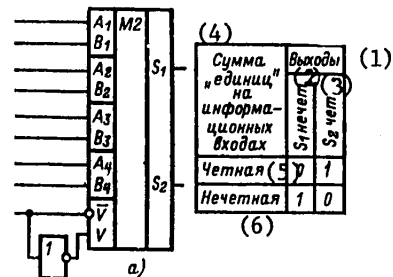 A1
B1
A2
B2
A3
B3
A4
B4
V̅
V
1
M2
S1
S2
а)
(4)
Сумма
„единиц"
на
информа-
ционных
входах
Выходы
(1)
(2)
(3)
S1 нечет
S2 чет
Четная
(5)
0 1
Нечетная 1 0
(6)